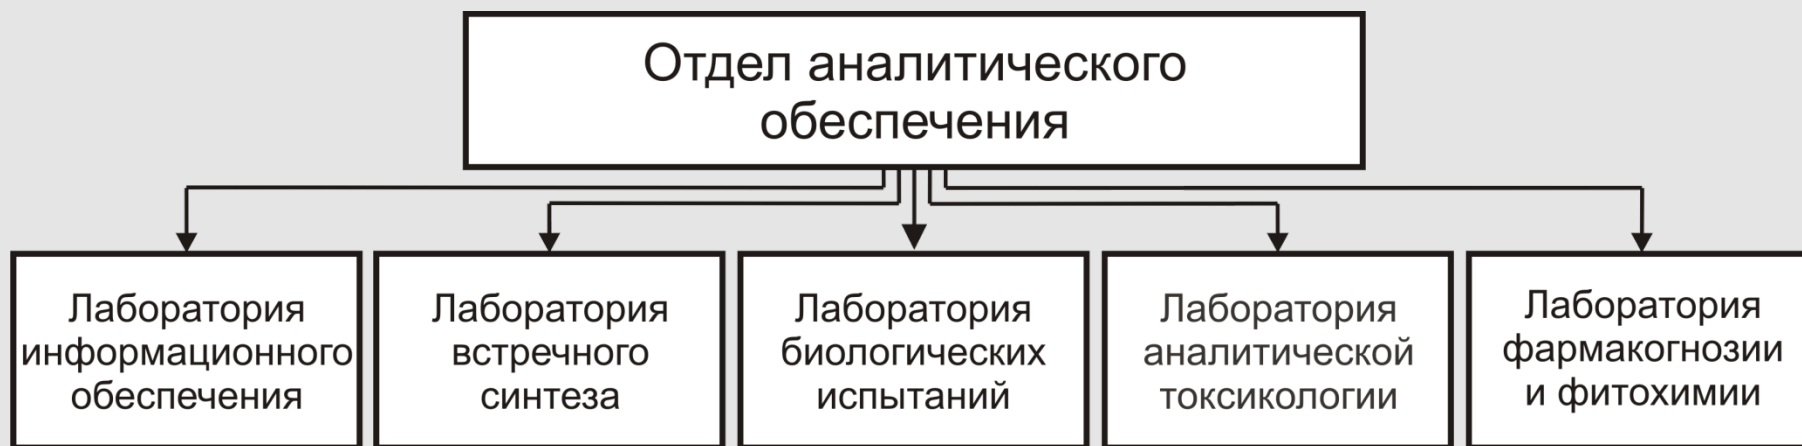 Отдел аналитического
обеспечения
Лаборатория
информационного
обеспечения
Лаборатория
встречного
синтеза
Лаборатория
биологических
испытаний
Лаборатория
аналитической
токсикологии
Лаборатория
фармакогнозии
и фитохимии